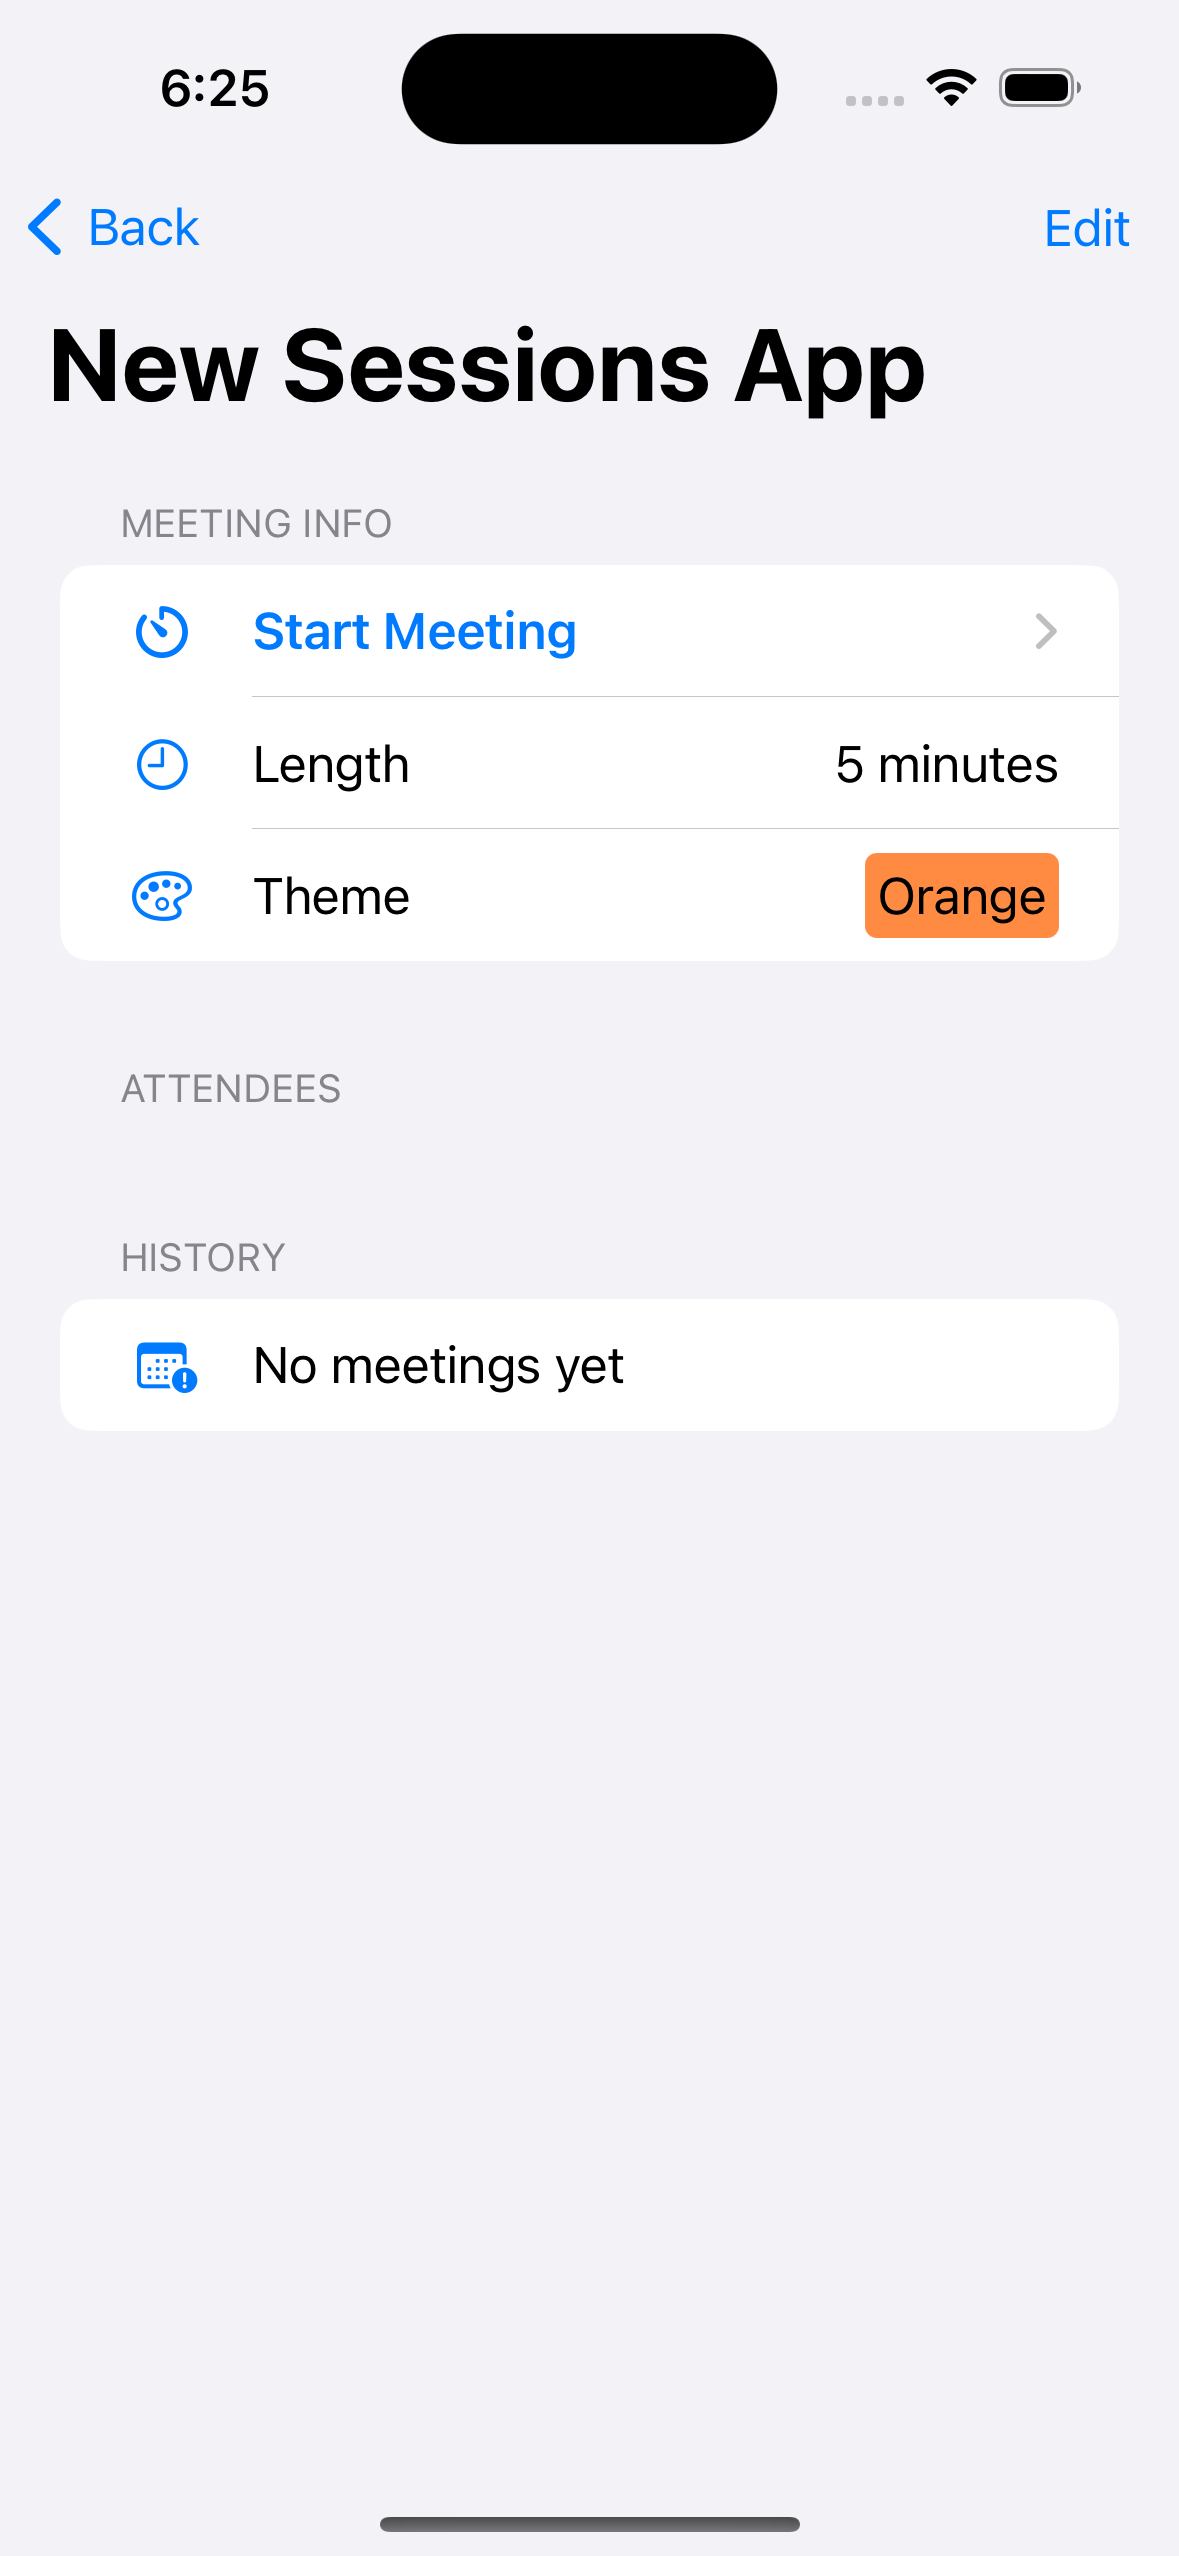 6:25
Back
Edit
New Sessions App
MEETING INFO
Start Meeting
Length
5 minutes
Theme
Orange
ATTENDEES
HISTORY
No meetings yet